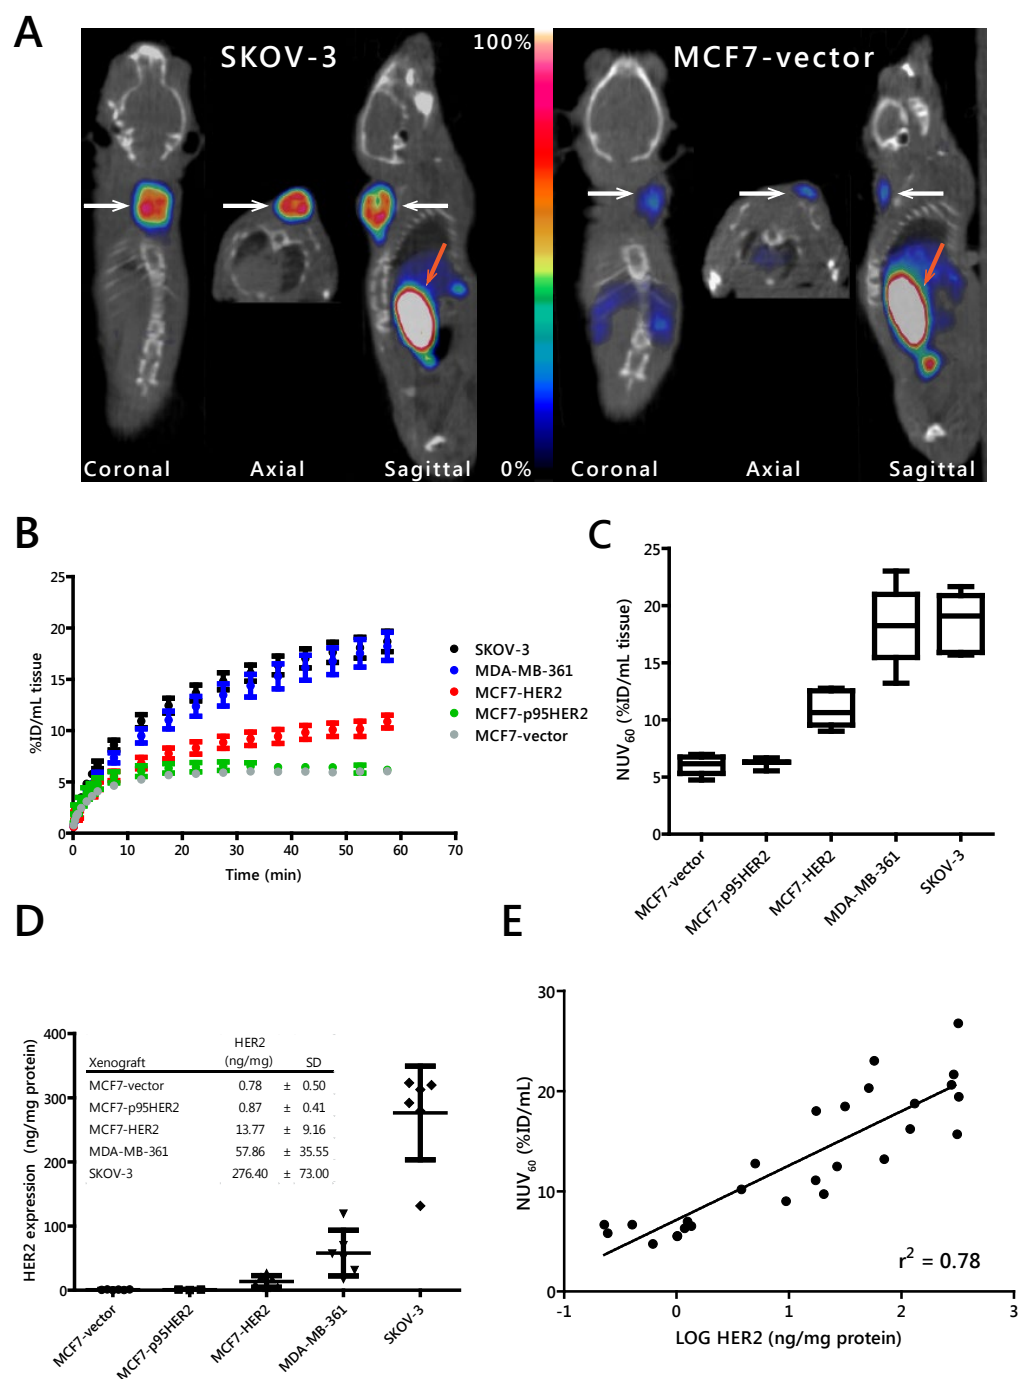 A
SKOV-3
100%
MCF7-vector
Coronal
Axial
Sagittal
0%
Coronal
Axial
Sagittal
B
%ID/mL tissue
25
20
15
10
5
0
0 10 20 30 40 50 60 70
Time (min)
SKOV-3
MDA-MB-361
MCF7-HER2
MCF7-p95HER2
MCF7-vector
C
NUV60 (%ID/mL tissue)
25
20
15
10
5
0
MCF7-vector
MCF7-p95HER2
MCF7-HER2
MDA-MB-361
SKOV-3
D
HER2 expression (ng/mg protein)
400
300
200
100
0
Xenograft HER2 (ng/mg) SD
MCF7-vector 0.78 ± 0.50
MCF7-p95HER2 0.87 ± 0.41
MCF7-HER2 13.77 ± 9.16
MDA-MB-361 57.86 ± 35.55
SKOV-3 276.40 ± 73.00
MCF7-vector
MCF7-p95HER2
MCF7-HER2
MDA-MB-361
SKOV-3
E
NUV60 (%ID/mL)
30
20
10
0
r² = 0.78
-1 0 1 2 3
LOG HER2 (ng/mg protein)